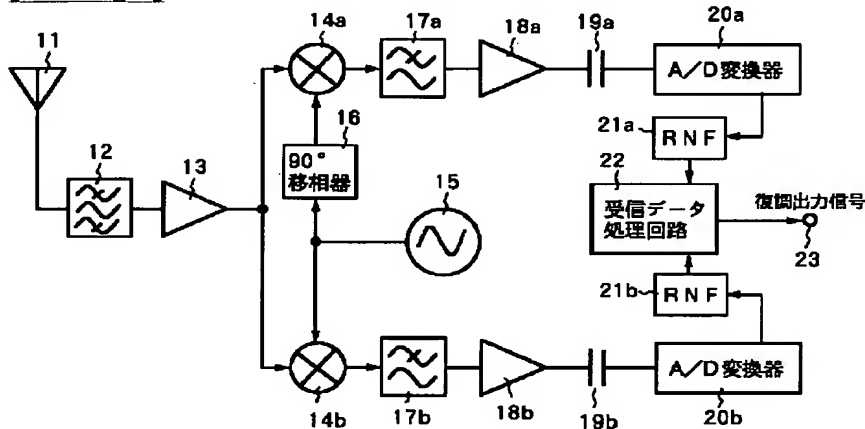 11
12
13
14a
16
90°
移相器
15
14b
17a
18a
19a
20a
A/D変換器
21a
RNF
22
受信データ
処理回路
復調出力信号
23
21b
RNF
17b
18b
19b
A/D変換器
20b